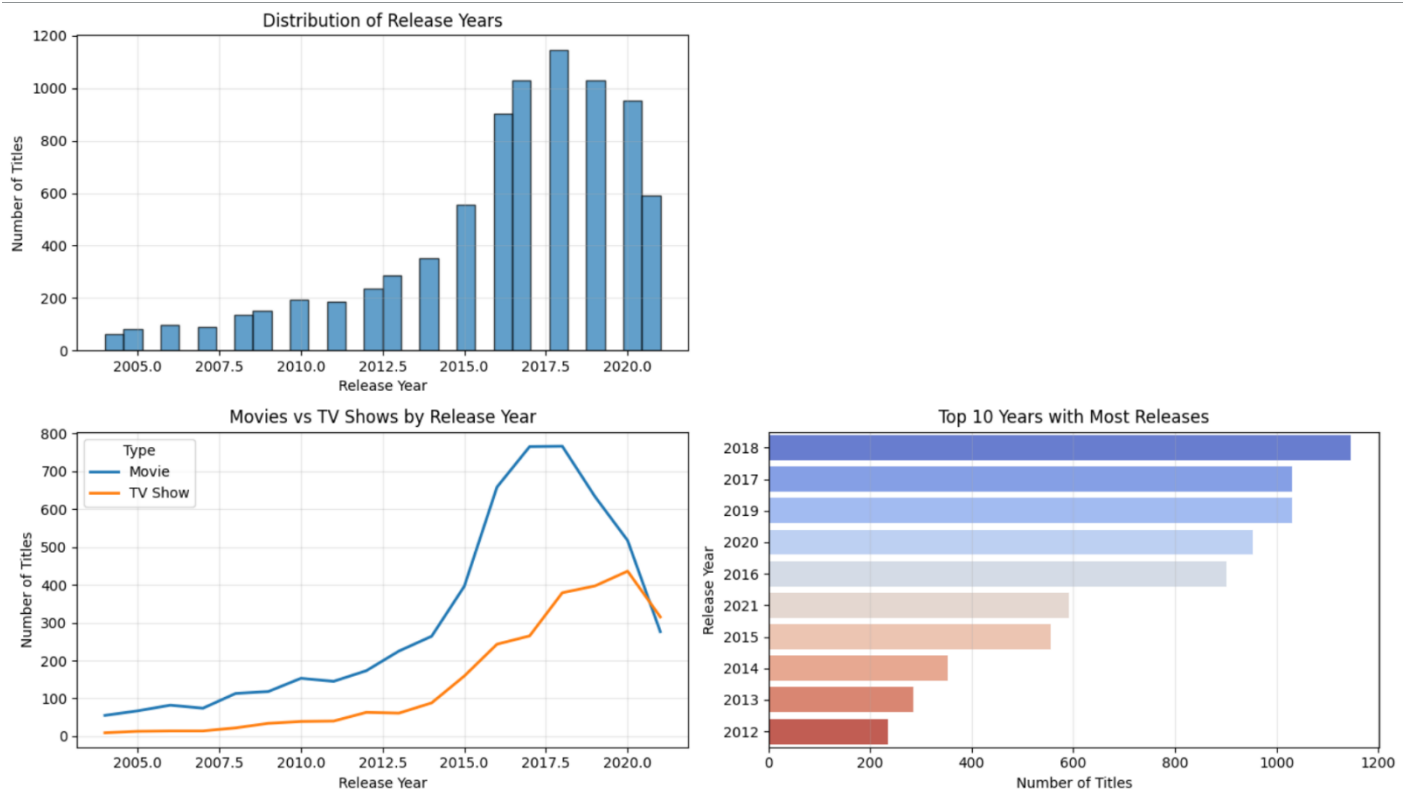 Distribution of Release Years
1200
1000
800
600
400
200
0
Number of Titles
2005.0 2007.5 2010.0 2012.5 2015.0 2017.5 2020.0
Release Year
Movies vs TV Shows by Release Year
800
700
600
500
400
300
200
100
0
Number of Titles
Type
Movie
TV Show
2005.0 2007.5 2010.0 2012.5 2015.0 2017.5 2020.0
Release Year
Top 10 Years with Most Releases
2018
2017
2019
2020
2016
2021
2015
2014
2013
2012
Release Year
0 200 400 600 800 1000 1200
Number of Titles